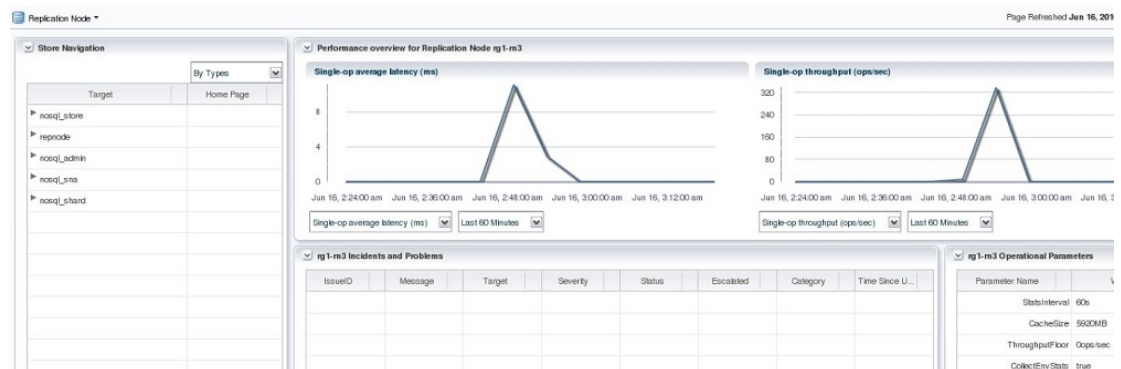 Replication Node
Page Refreshed Jun 16, 201
Store Navigation
By Types
Target Home Page
nosql_store
repnode
nosql_admin
nosql_sna
nosql_shard
Performance overview for Replication Node rg1-rn3
Single-op average latency (ms)
8
4
0
Jun 16, 2:24:00 am Jun 16, 2:36:00 am Jun 16, 2:48:00 am Jun 16, 3:00:00 am Jun 16, 3:12:00 am
Single-op average latency (ms) Last 60 Minutes
Single-op throughput (ops/sec)
320
240
160
80
0
Jun 16, 2:24:00 am Jun 16, 2:36:00 am Jun 16, 2:48:00 am Jun 16, 3:00:00 am Jun 16, 3
Single-op throughput (ops/sec) Last 60 Minutes
rg1-rn3 Incidents and Problems
IssueID Message Target Severity Status Escalated Category Time Since U...
rg1-rn3 Operational Parameters
Parameter Name V
StatsInterval 60s
CacheSize 5920MB
ThroughputFloor 0ops/sec
CollectEnvStats true